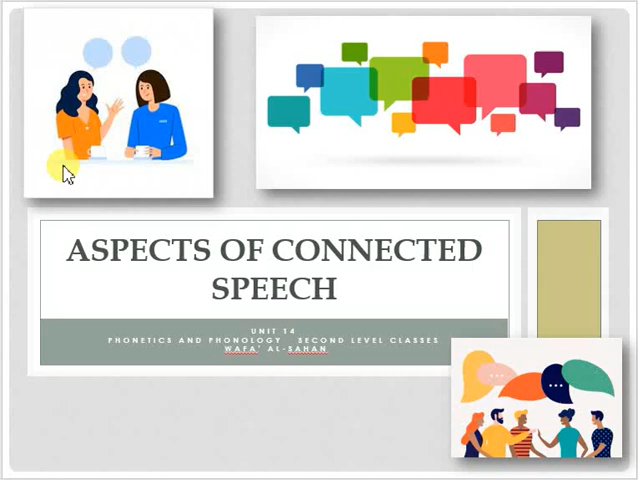 ASPECTS OF CONNECTED
SPEECH
UNIT 14
PHONETICS AND PHONOLOGY SECOND LEVEL CLASSES
WAFA' AL-SAHAN